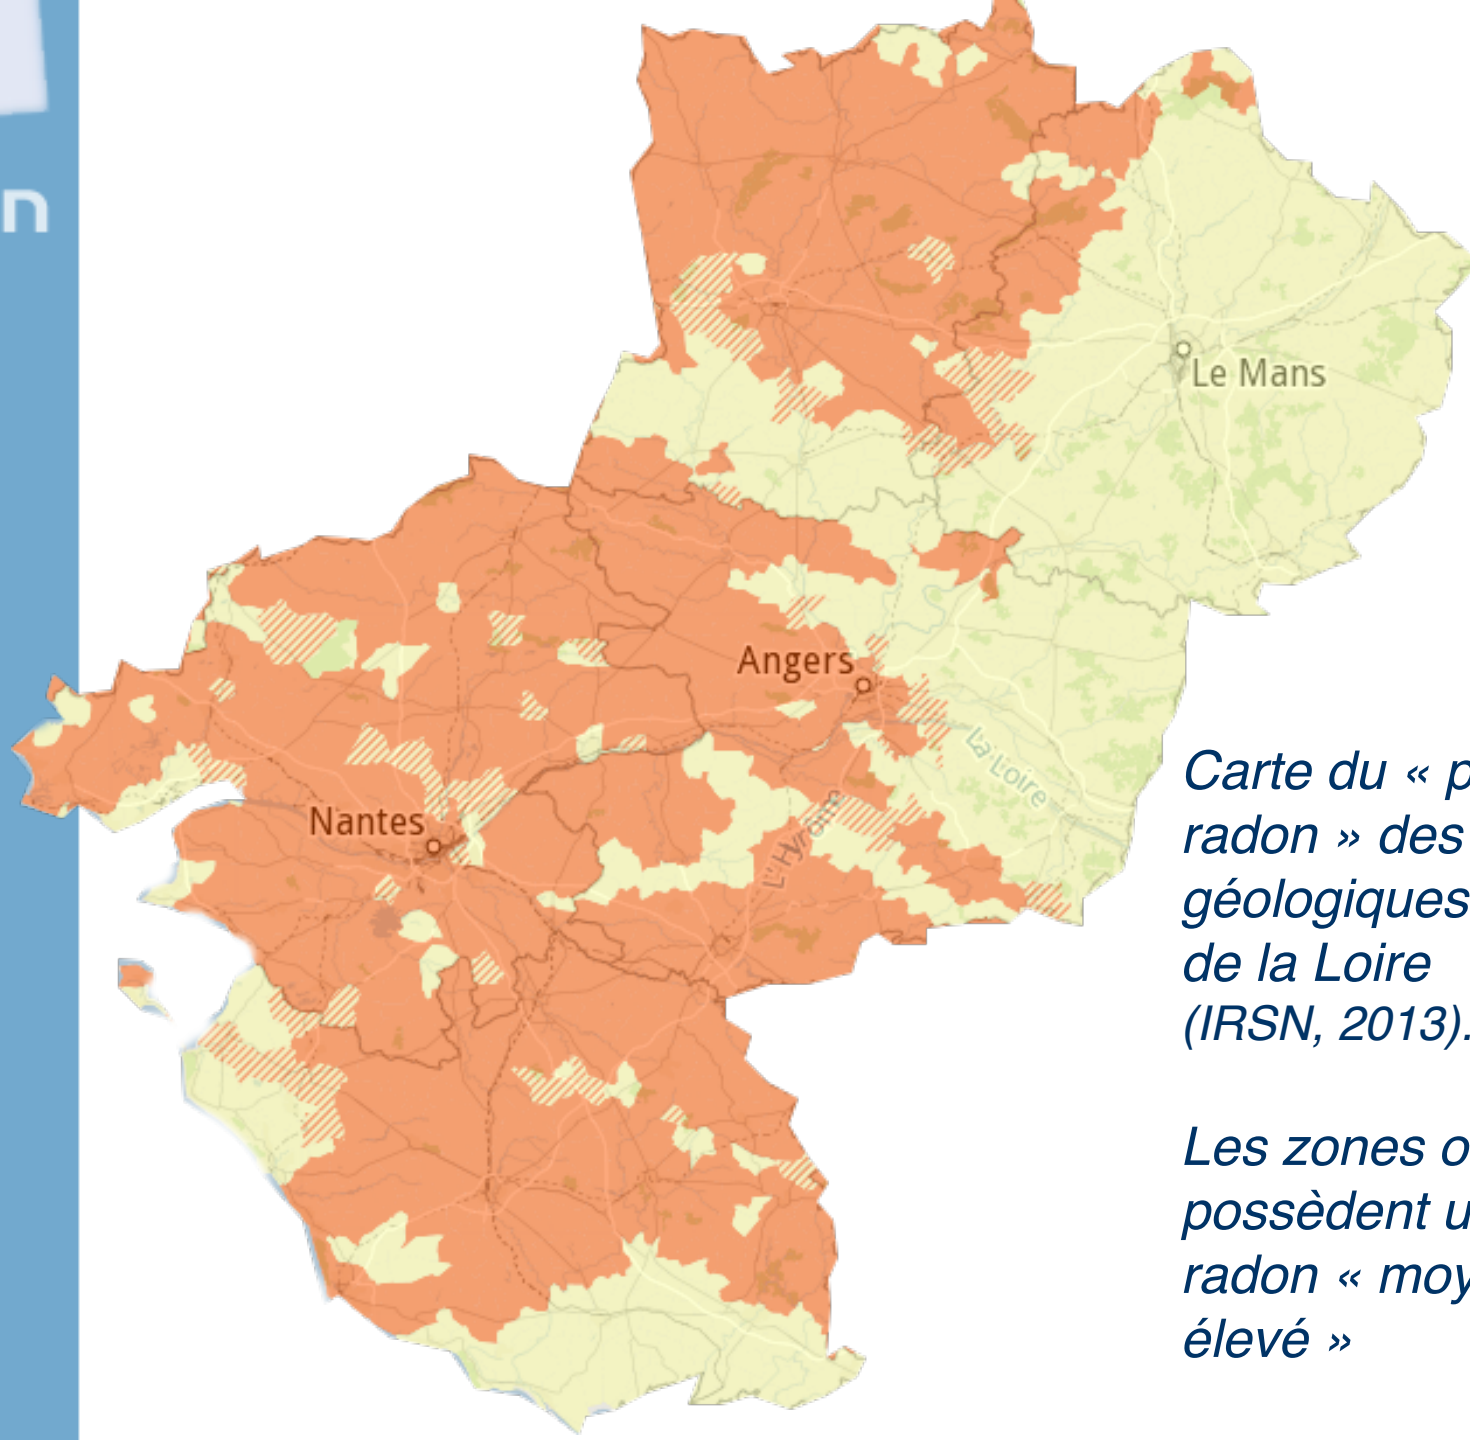 n
Le Mans
Angers
La Loire
Nantes
L'Hyrôme
Carte du « p
radon » des
géologiques
de la Loire
(IRSN, 2013).
Les zones o
possèdent u
radon « moy
élevé »